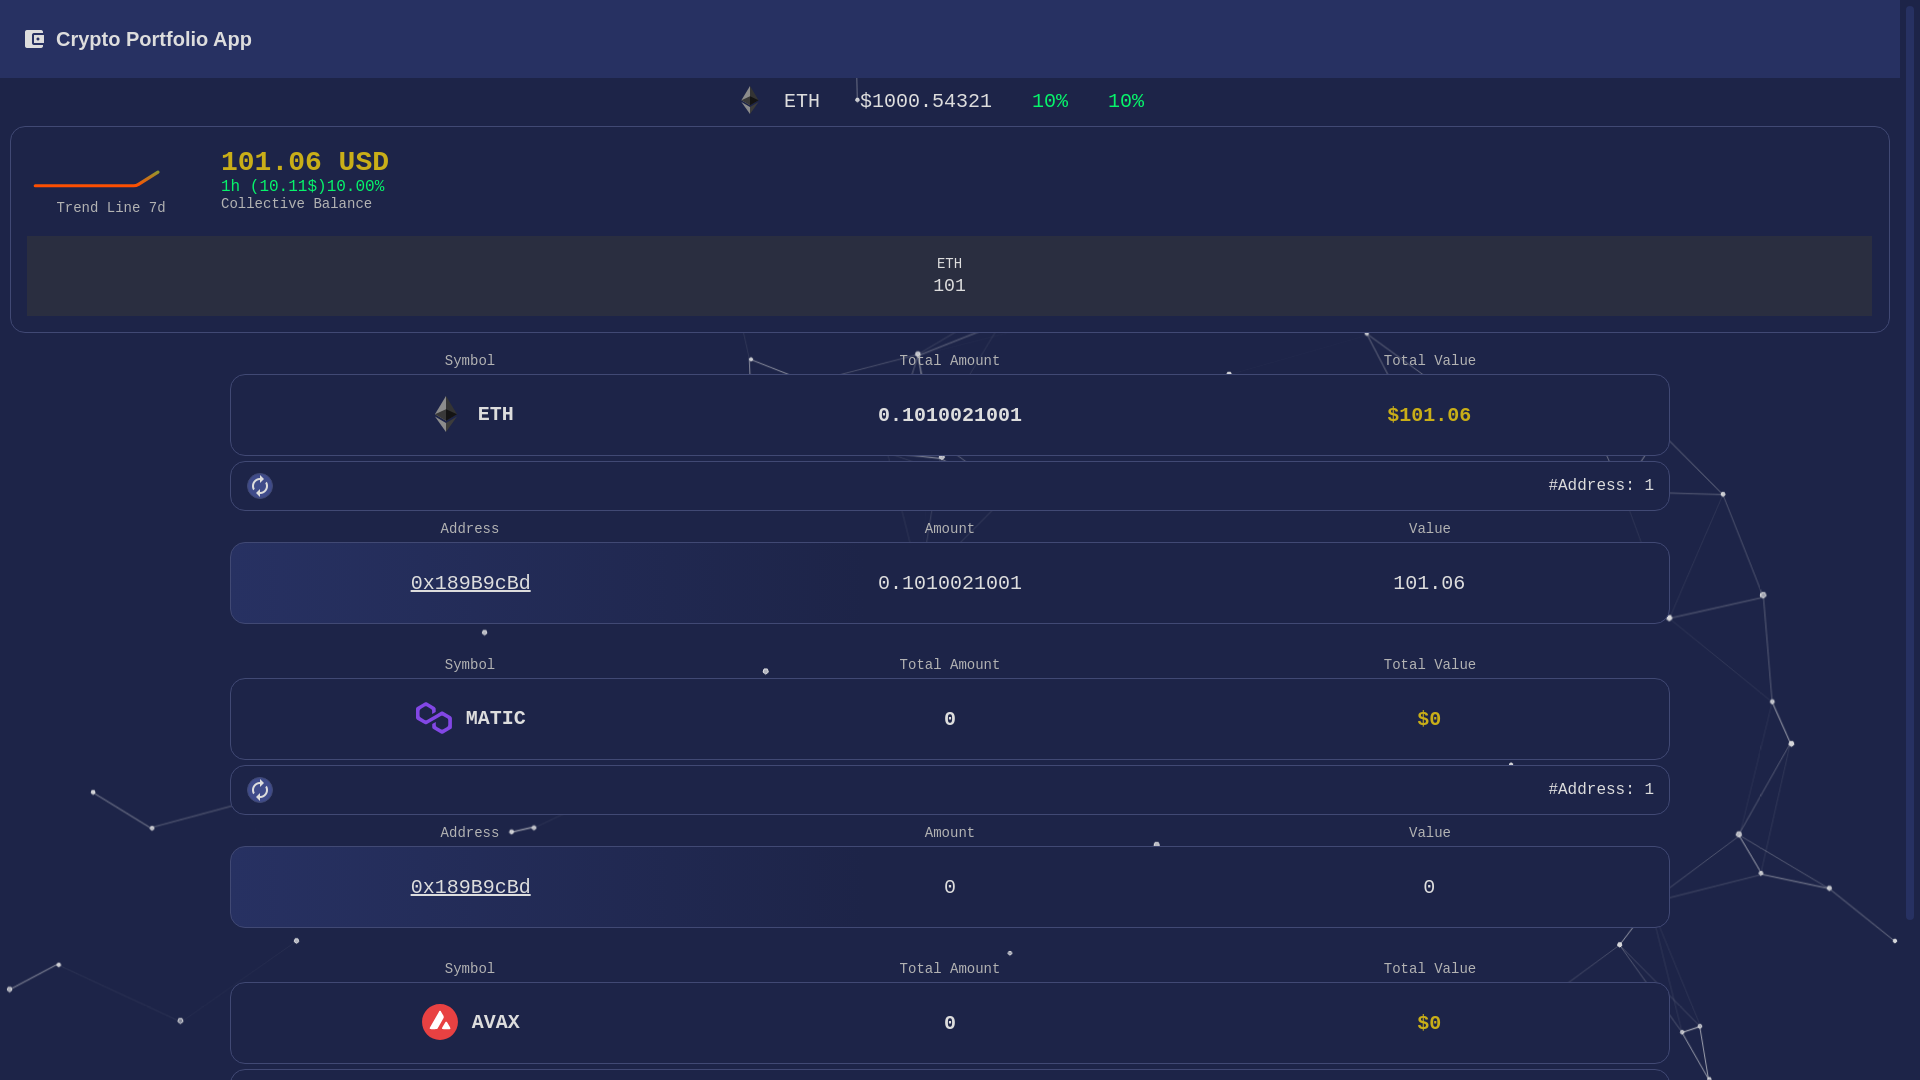 Crypto Portfolio App
ETH $1000.54321 10% 10%
101.06 USD
1h (10.11$)10.00%
Collective Balance
Trend Line 7d
ETH
101
Symbol Total Amount Total Value
ETH 0.1010021001 $101.06
#Address: 1
Address Amount Value
0x189B9cBd 0.1010021001 101.06
Symbol Total Amount Total Value
MATIC 0 $0
#Address: 1
Address Amount Value
0x189B9cBd 0 0
Symbol Total Amount Total Value
AVAX 0 $0